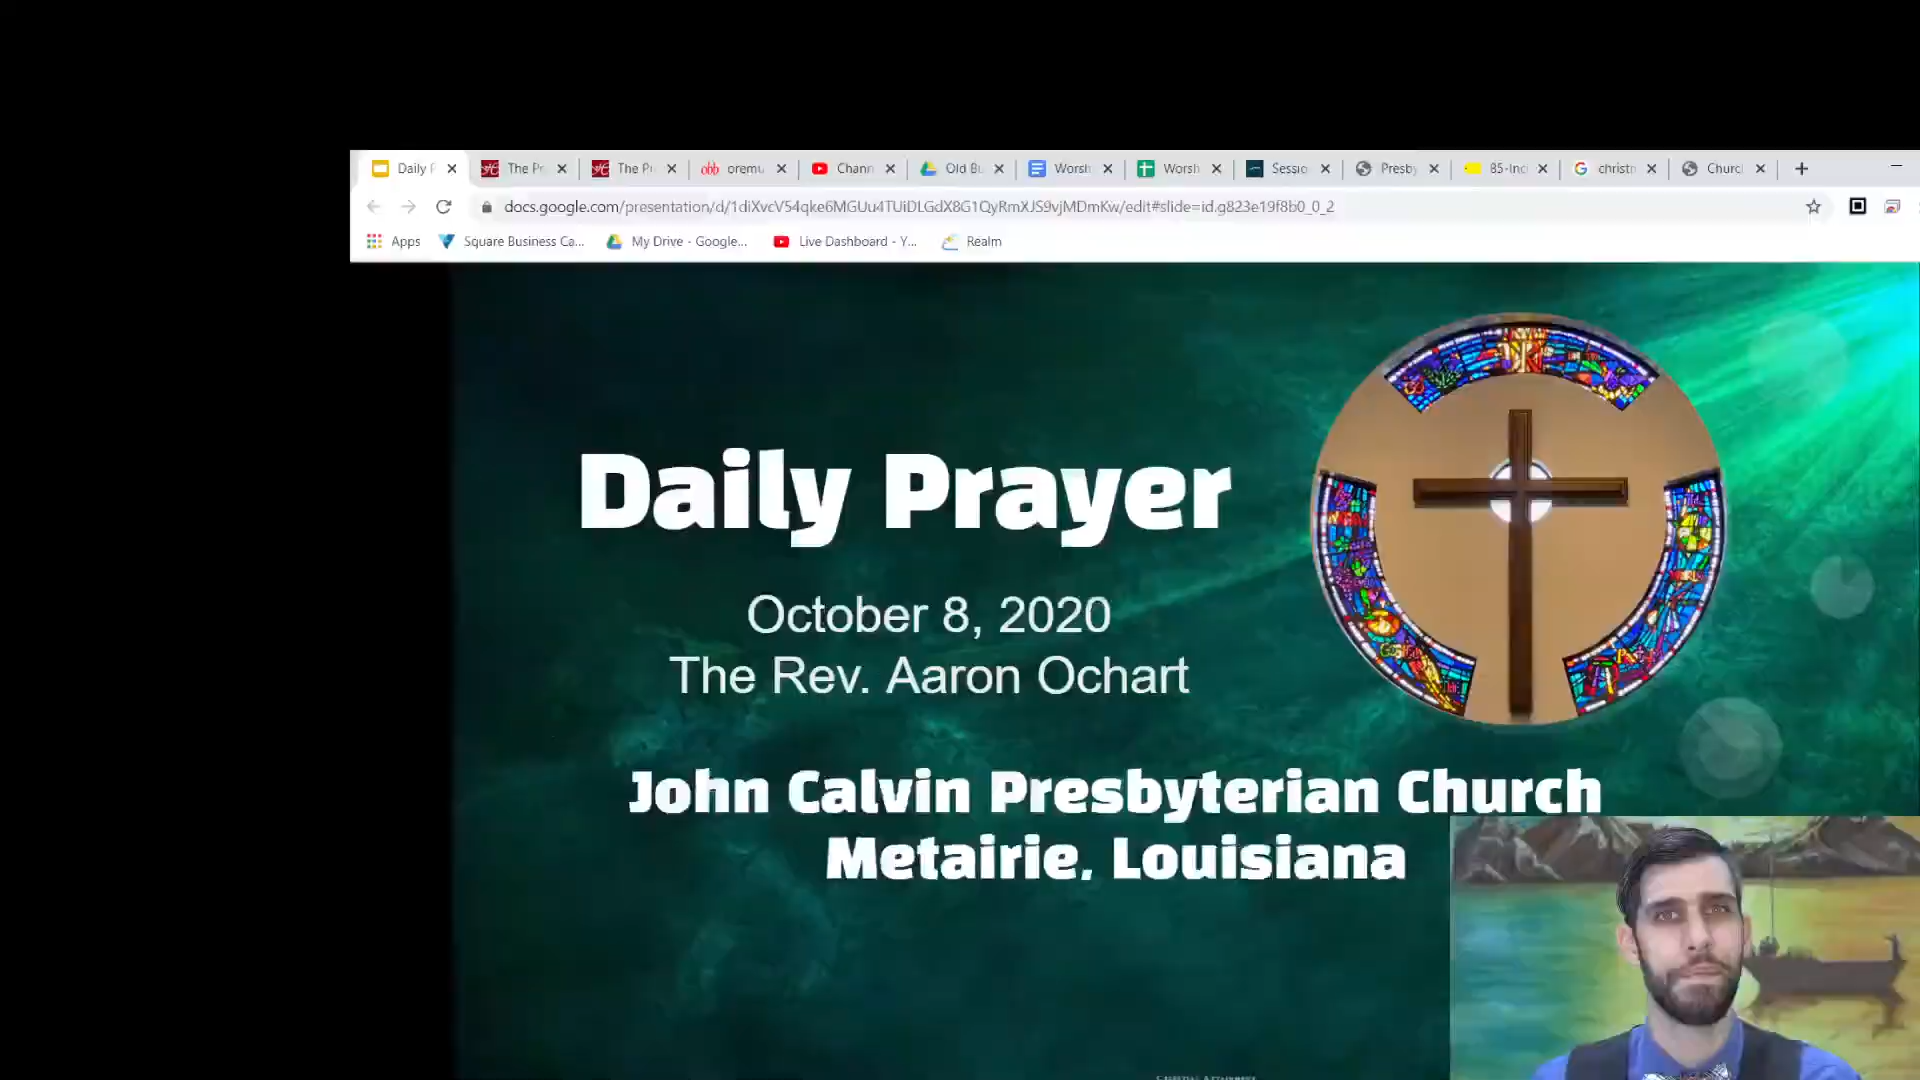 Daily P
The Pr
The Pr
oremu
Chann
Old Bu
Worsh
Worsh
Sessio
Presby
85-Inc
christn
Church
docs.google.com/presentation/d/1diXvcV54qke6MGUu4TUiDLGdX8G1QyRmXJS9vjMDmKw/edit#slide=id.g823e19f8b0_0_2
Apps
Square Business Ca...
My Drive - Google...
Live Dashboard - Y...
Realm
Daily Prayer
October 8, 2020
The Rev. Aaron Ochart
John Calvin Presbyterian Church
Metairie, Louisiana